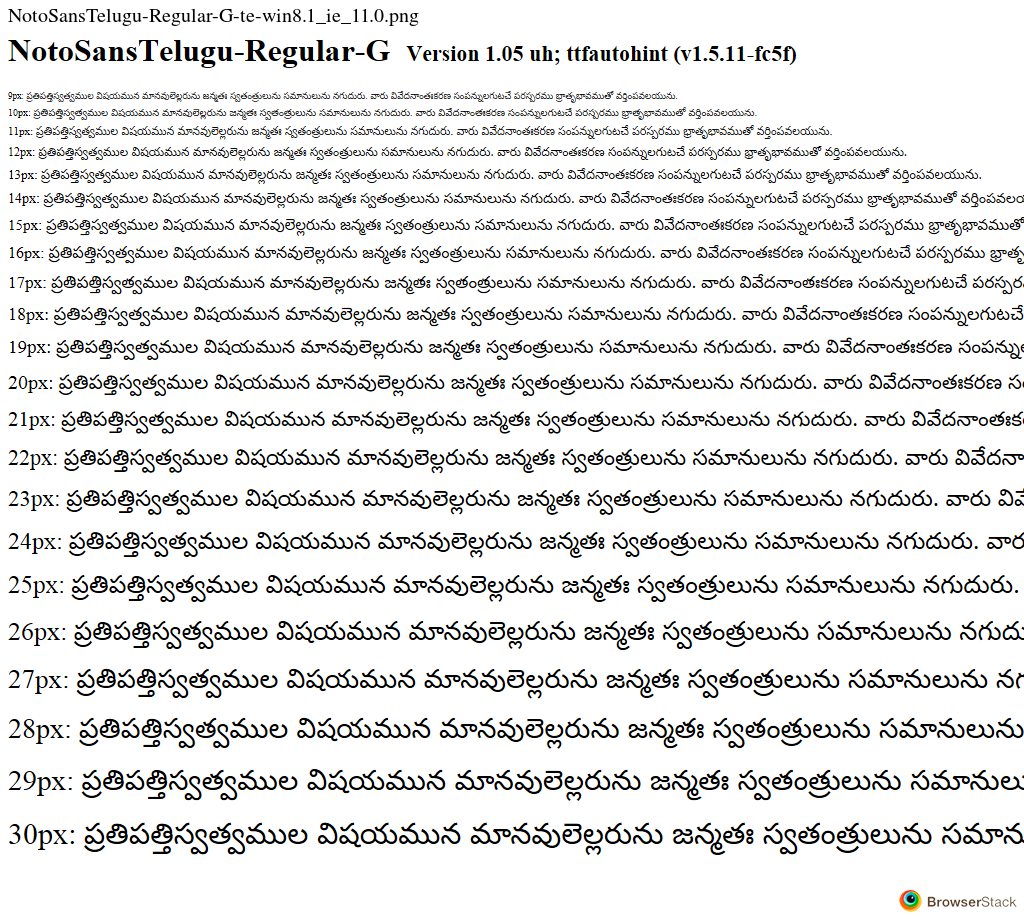 NotoSansTelugu-Regular-G-te-win8.1_ie_11.0.png
NotoSansTelugu-Regular-G Version 1.05 uh; ttfautohint (v1.5.11-fc5f)
9px: ప్రతిపత్తిస్వత్వముల విషయమున మానవులెల్లరును జన్మతః స్వతంత్రులును సమానులును నగుదురు. వారు వివేదనాంతఃకరణ సంపన్నులగుటచే పరస్పరము భ్రాతృభావముతో వర్తింపవలయును.
10px: ప్రతిపత్తిస్వత్వముల విషయమున మానవులెల్లరును జన్మతః స్వతంత్రులును సమానులును నగుదురు. వారు వివేదనాంతఃకరణ సంపన్నులగుటచే పరస్పరము భ్రాతృభావముతో వర్తింపవలయును.
11px: ప్రతిపత్తిస్వత్వముల విషయమున మానవులెల్లరును జన్మతః స్వతంత్రులును సమానులును నగుదురు. వారు వివేదనాంతఃకరణ సంపన్నులగుటచే పరస్పరము భ్రాతృభావముతో వర్తింపవలయును.
12px: ప్రతిపత్తిస్వత్వముల విషయమున మానవులెల్లరును జన్మతః స్వతంత్రులును సమానులును నగుదురు. వారు వివేదనాంతఃకరణ సంపన్నులగుటచే పరస్పరము భ్రాతృభావముతో వర్తింపవలయును.
13px: ప్రతిపత్తిస్వత్వముల విషయమున మానవులెల్లరును జన్మతః స్వతంత్రులును సమానులును నగుదురు. వారు వివేదనాంతఃకరణ సంపన్నులగుటచే పరస్పరము భ్రాతృభావముతో వర్తింపవలయును.
14px: ప్రతిపత్తిస్వత్వముల విషయమున మానవులెల్లరును జన్మతః స్వతంత్రులును సమానులును నగుదురు. వారు వివేదనాంతఃకరణ సంపన్నులగుటచే పరస్పరము భ్రాతృభావముతో వర్తింపవల
15px: ప్రతిపత్తిస్వత్వముల విషయమున మానవులెల్లరును జన్మతః స్వతంత్రులును సమానులును నగుదురు. వారు వివేదనాంతఃకరణ సంపన్నులగుటచే పరస్పరము భ్రాతృభావముతో
16px: ప్రతిపత్తిస్వత్వముల విషయమున మానవులెల్లరును జన్మతః స్వతంత్రులును సమానులును నగుదురు. వారు వివేదనాంతఃకరణ సంపన్నులగుటచే పరస్పరము భ్రాతృ
17px: ప్రతిపత్తిస్వత్వముల విషయమున మానవులెల్లరును జన్మతః స్వతంత్రులును సమానులును నగుదురు. వారు వివేదనాంతఃకరణ సంపన్నులగుటచే పరస్పర
18px: ప్రతిపత్తిస్వత్వముల విషయమున మానవులెల్లరును జన్మతః స్వతంత్రులును సమానులును నగుదురు. వారు వివేదనాంతఃకరణ సంపన్నులగుటచే
19px: ప్రతిపత్తిస్వత్వముల విషయమున మానవులెల్లరును జన్మతః స్వతంత్రులును సమానులును నగుదురు. వారు వివేదనాంతఃకరణ సంపన్ను
20px: ప్రతిపత్తిస్వత్వముల విషయమున మానవులెల్లరును జన్మతః స్వతంత్రులును సమానులును నగుదురు. వారు వివేదనాంతఃకరణ సం
21px: ప్రతిపత్తిస్వత్వముల విషయమున మానవులెల్లరును జన్మతః స్వతంత్రులును సమానులును నగుదురు. వారు వివేదనాంతఃక
22px: ప్రతిపత్తిస్వత్వముల విషయమున మానవులెల్లరును జన్మతః స్వతంత్రులును సమానులును నగుదురు. వారు వివేదనా
23px: ప్రతిపత్తిస్వత్వముల విషయమున మానవులెల్లరును జన్మతః స్వతంత్రులును సమానులును నగుదురు. వారు వివే
24px: ప్రతిపత్తిస్వత్వముల విషయమున మానవులెల్లరును జన్మతః స్వతంత్రులును సమానులును నగుదురు. వార
25px: ప్రతిపత్తిస్వత్వముల విషయమున మానవులెల్లరును జన్మతః స్వతంత్రులును సమానులును నగుదురు.
26px: ప్రతిపత్తిస్వత్వముల విషయమున మానవులెల్లరును జన్మతః స్వతంత్రులును సమానులును నగుదు
27px: ప్రతిపత్తిస్వత్వముల విషయమున మానవులెల్లరును జన్మతః స్వతంత్రులును సమానులును నగ
28px: ప్రతిపత్తిస్వత్వముల విషయమున మానవులెల్లరును జన్మతః స్వతంత్రులును సమానులును
29px: ప్రతిపత్తిస్వత్వముల విషయమున మానవులెల్లరును జన్మతః స్వతంత్రులును సమానులు
30px: ప్రతిపత్తిస్వత్వముల విషయమున మానవులెల్లరును జన్మతః స్వతంత్రులును సమాను
BrowserStack